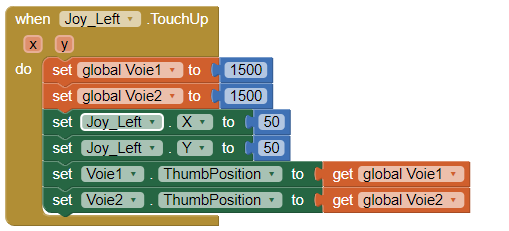 when Joy_Left .TouchUp
x y
do set global Voie1 to 1500
set global Voie2 to 1500
set Joy_Left . X to 50
set Joy_Left . Y to 50
set Voie1 . ThumbPosition to get global Voie1
set Voie2 . ThumbPosition to get global Voie2